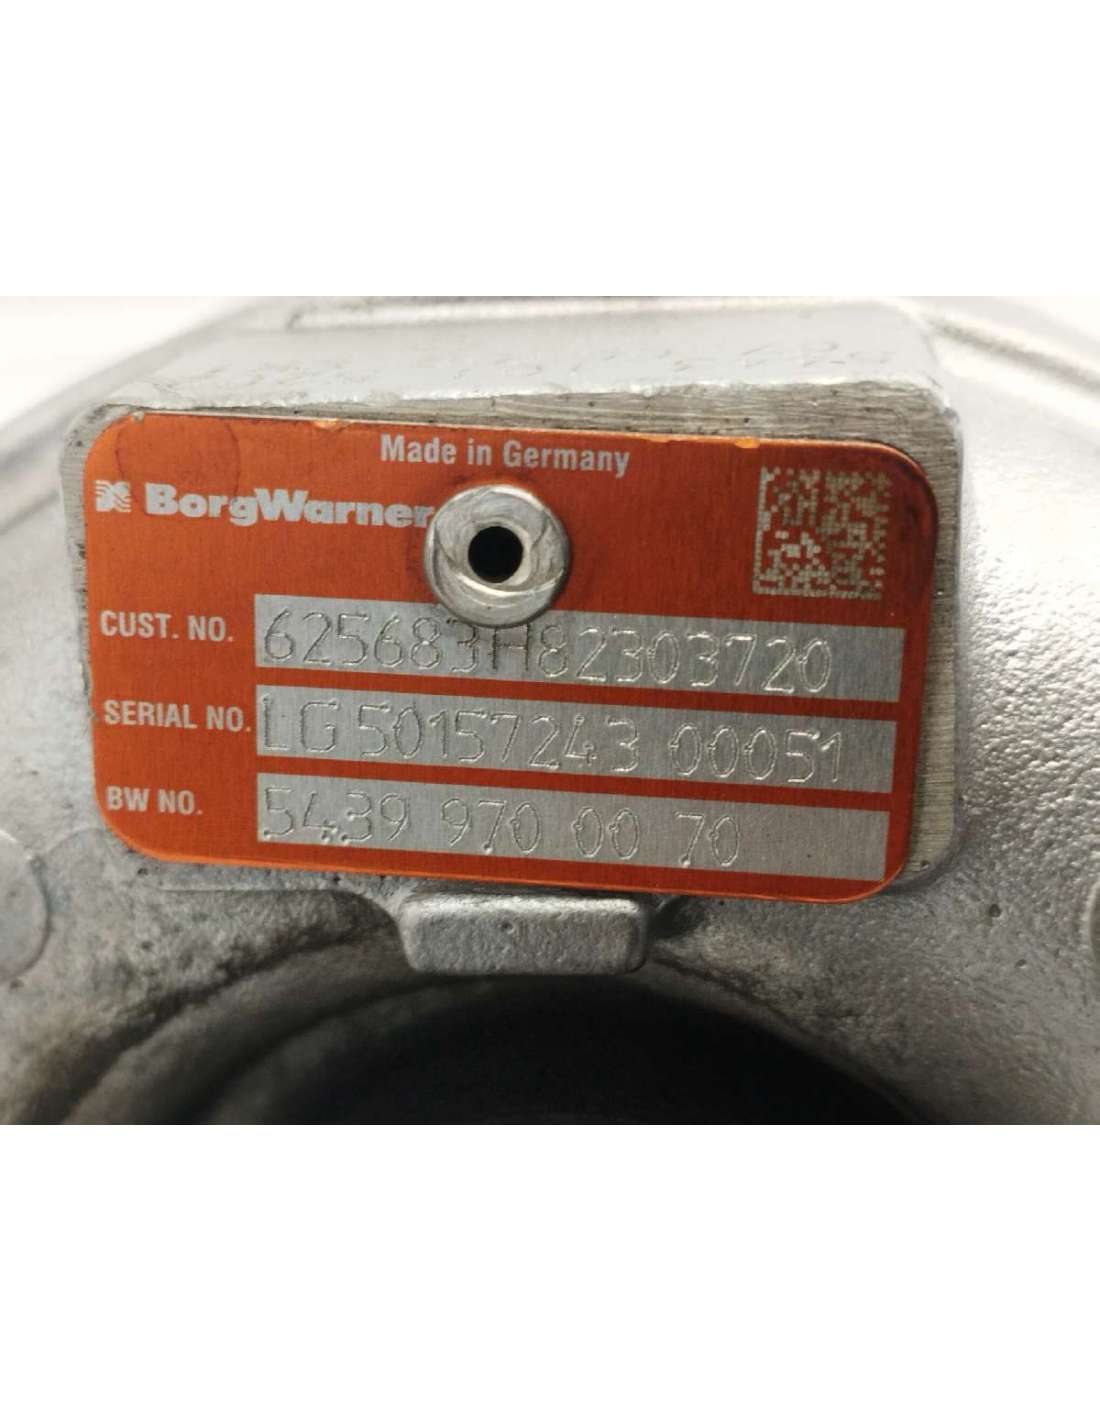 Made in Germany
BorgWarner
CUST. NO. 625683H82303720
SERIAL NO. LG 50157243 00051
BW NO. 5439 970 00 70